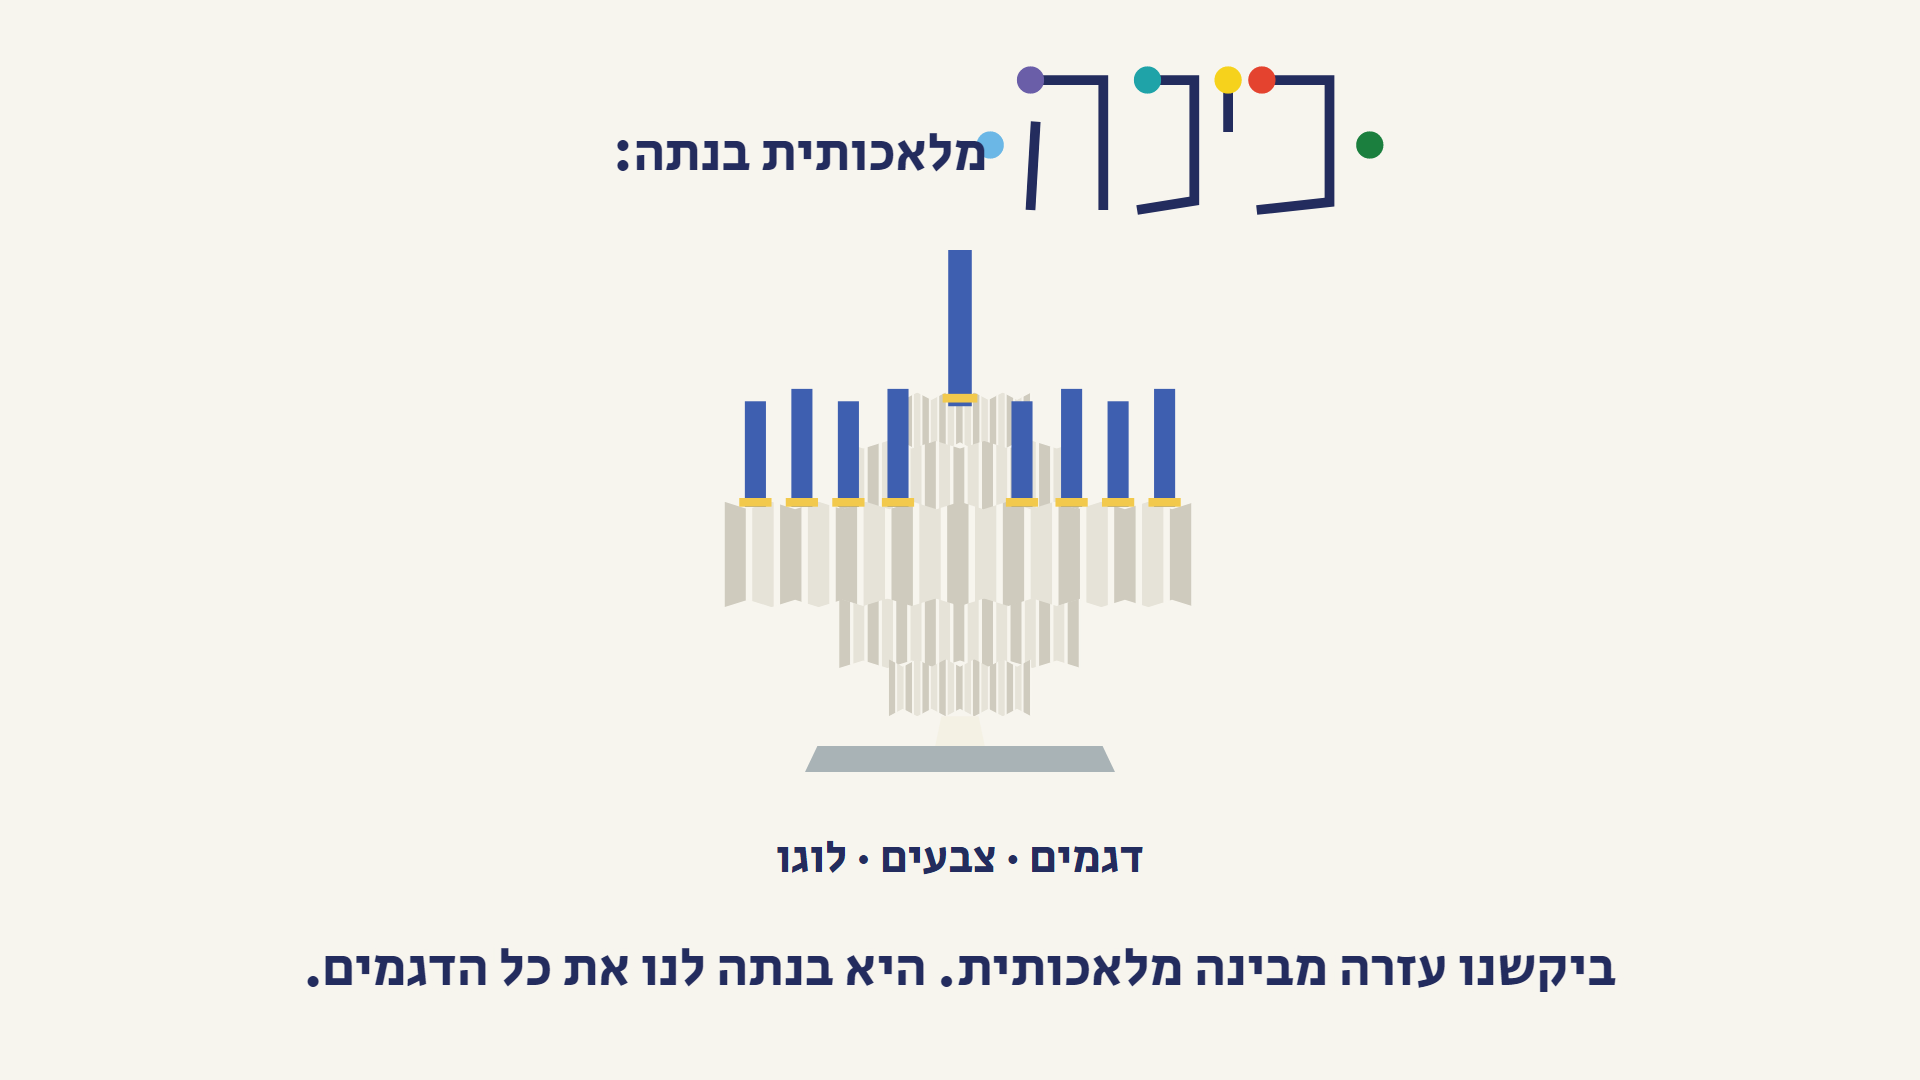 בינה מלאכותית בנתה:
דגמים • צבעים • לוגו
ביקשנו עזרה מבינה מלאכותית. היא בנתה לנו את כל הדגמים.